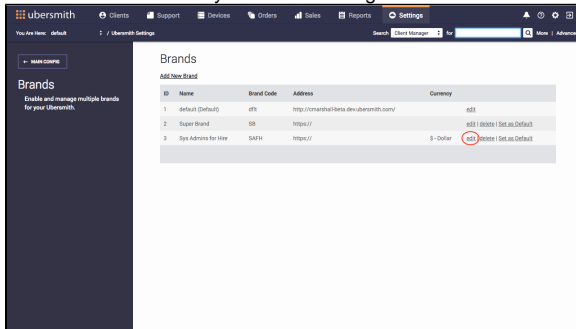 ubersmith Clients Support Devices Orders Sales Reports Settings
You Are Here: default / Ubersmith Settings Search Client Manager for More | Advanced
← MAIN CONFIG
Brands
Enable and manage multiple brands
for your Ubersmith.
Brands
Add New Brand
ID Name Brand Code Address Currency
1 default (Default) dflt http://cmarshall-beta.dev.ubersmith.com/ edit
2 Super Brand SB https:// edit | delete | Set as Default
3 Sys Admins for Hire SAFH https:// $ - Dollar edit | delete | Set as Default